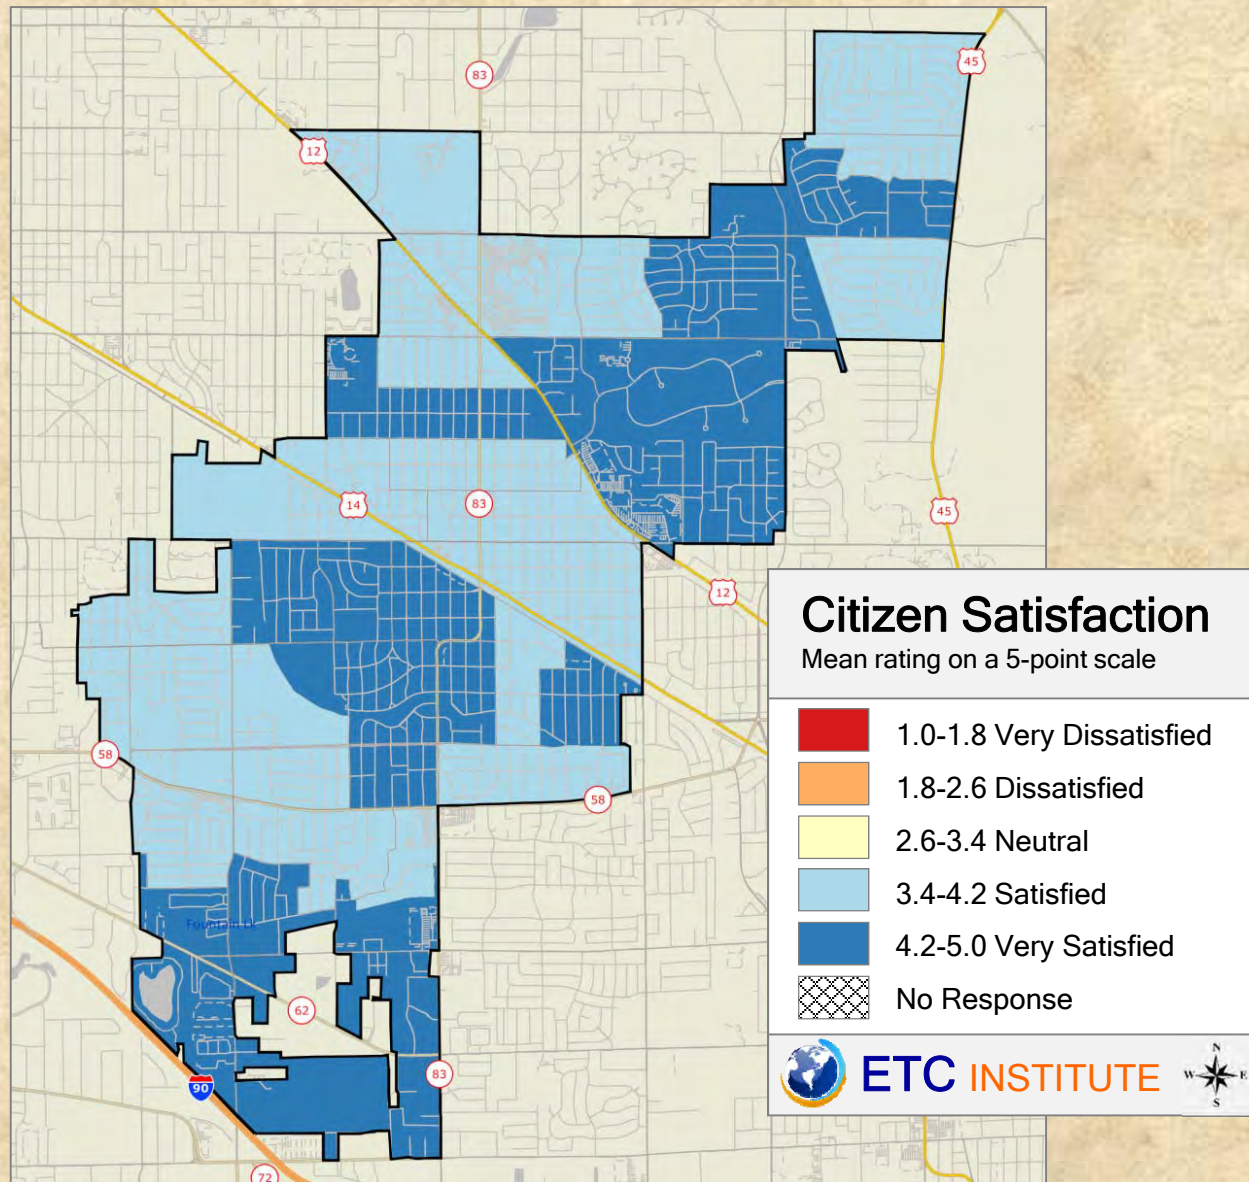 45
83
12
14
83
45
12
Citizen Satisfaction
Mean rating on a 5-point scale
1.0-1.8 Very Dissatisfied
1.8-2.6 Dissatisfied
2.6-3.4 Neutral
3.4-4.2 Satisfied
4.2-5.0 Very Satisfied
No Response
58
58
Fountain Dr
62
83
90
72
ETC INSTITUTE
N
W E
S